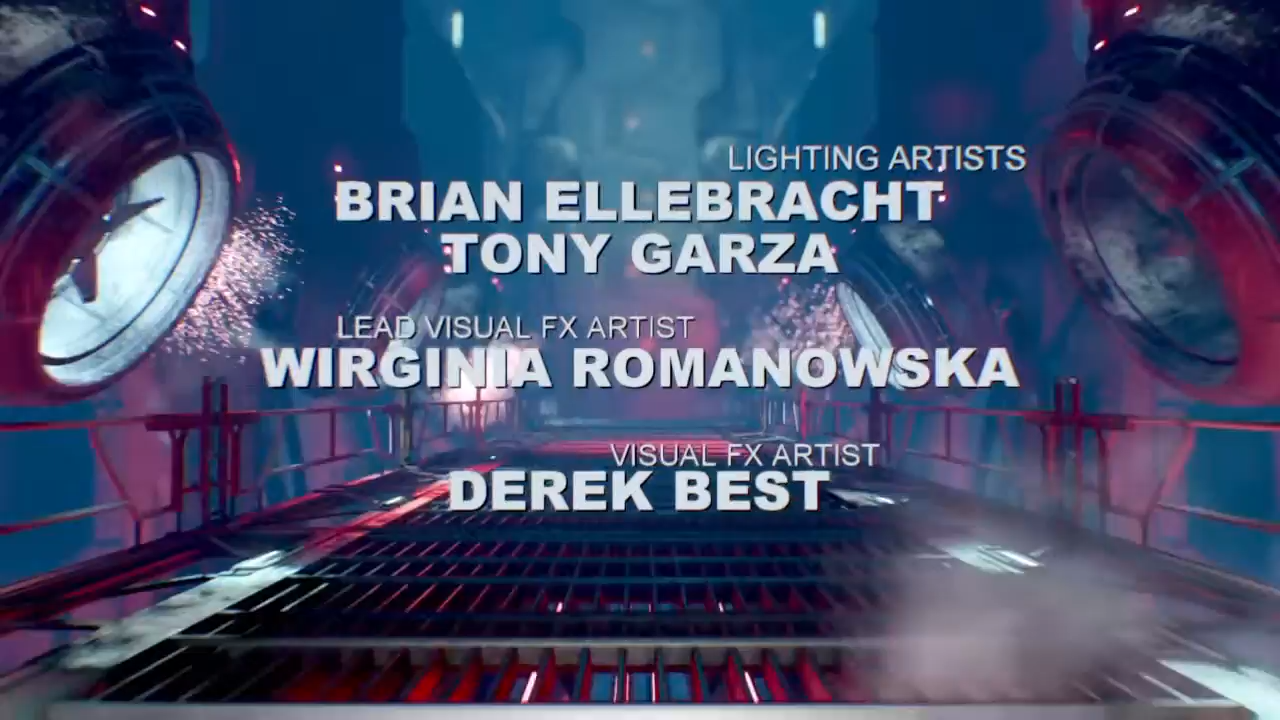 LIGHTING ARTISTS
BRIAN ELLEBRACHT
TONY GARZA
LEAD VISUAL FX ARTIST
WIRGINIA ROMANOWSKA
VISUAL FX ARTIST
DEREK BEST